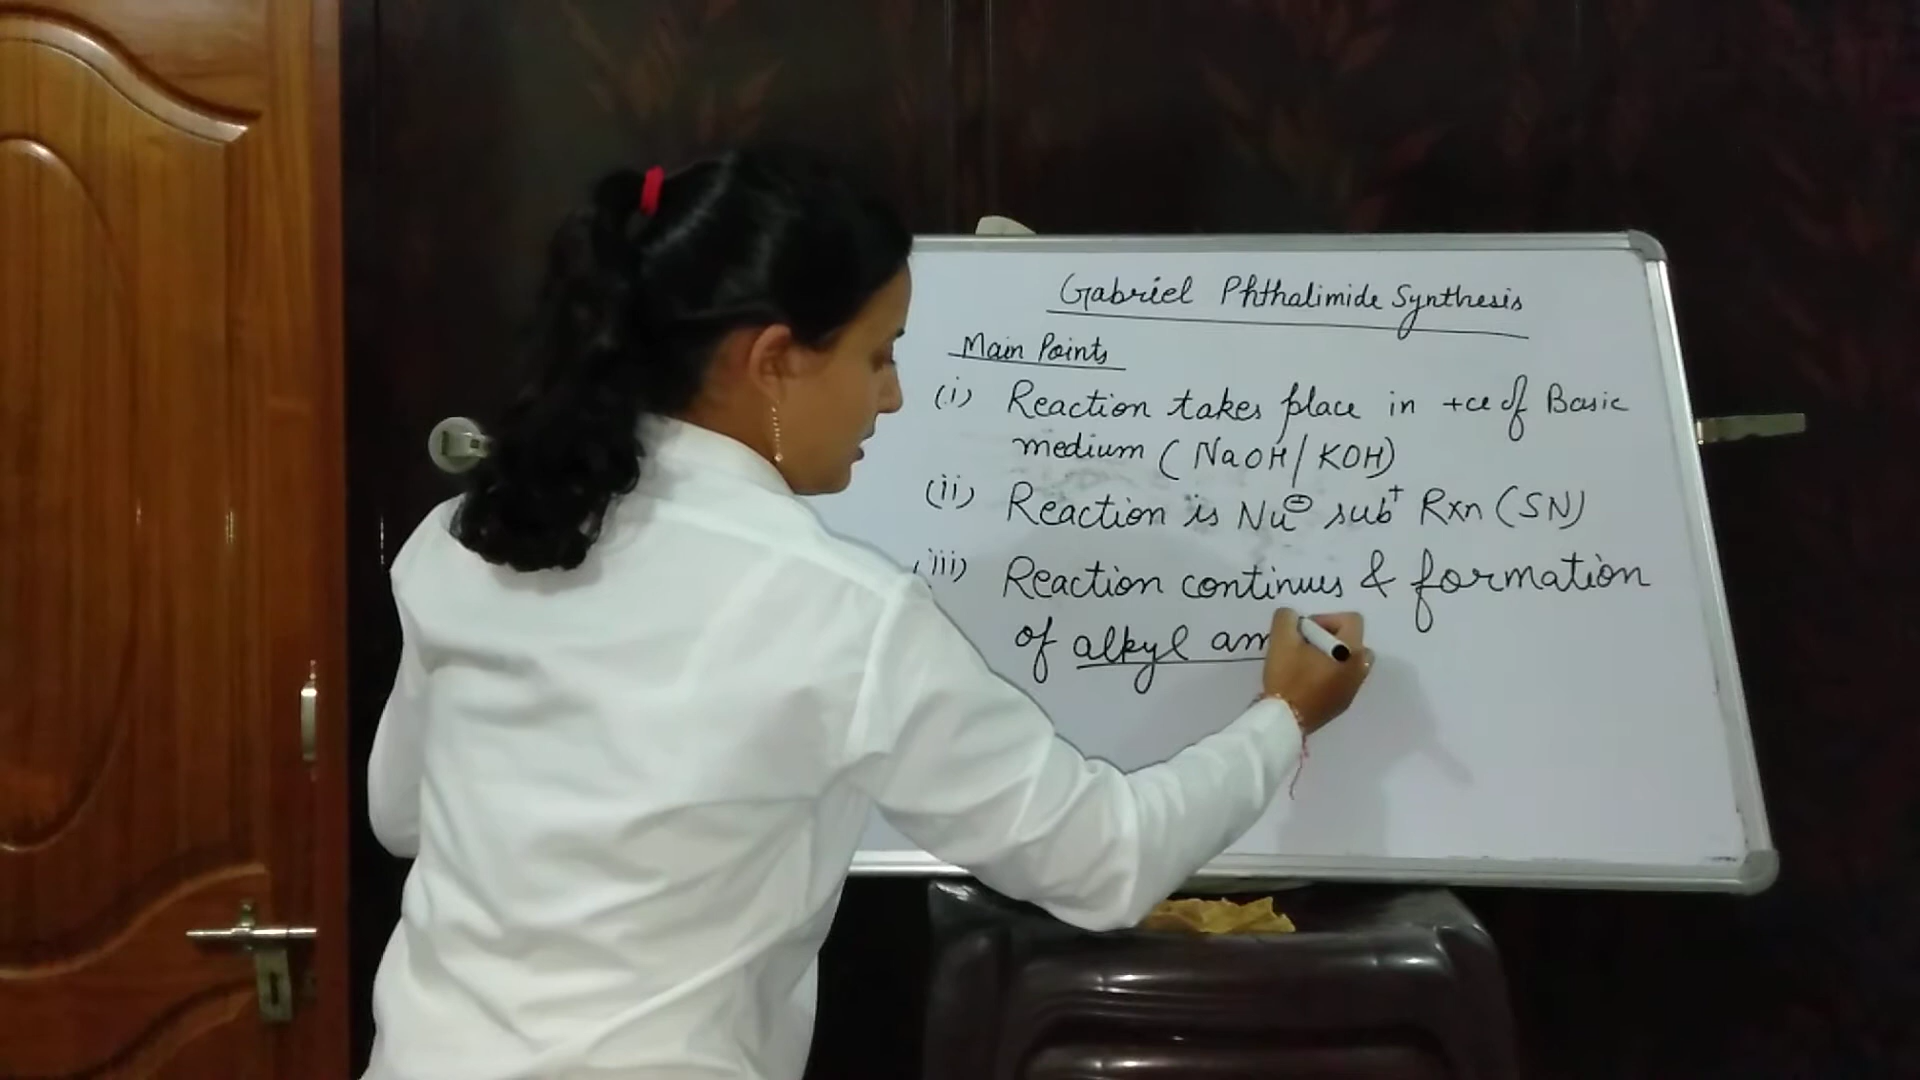 Gabriel Phthalimide Synthesis
Main Points
(i) Reaction takes place in +ce of Basic
medium (NaOH/KOH)
(ii) Reaction is Nu⊖ sub⁺ Rxn (SN)
(iii) Reaction continues & formation
of alkyl am